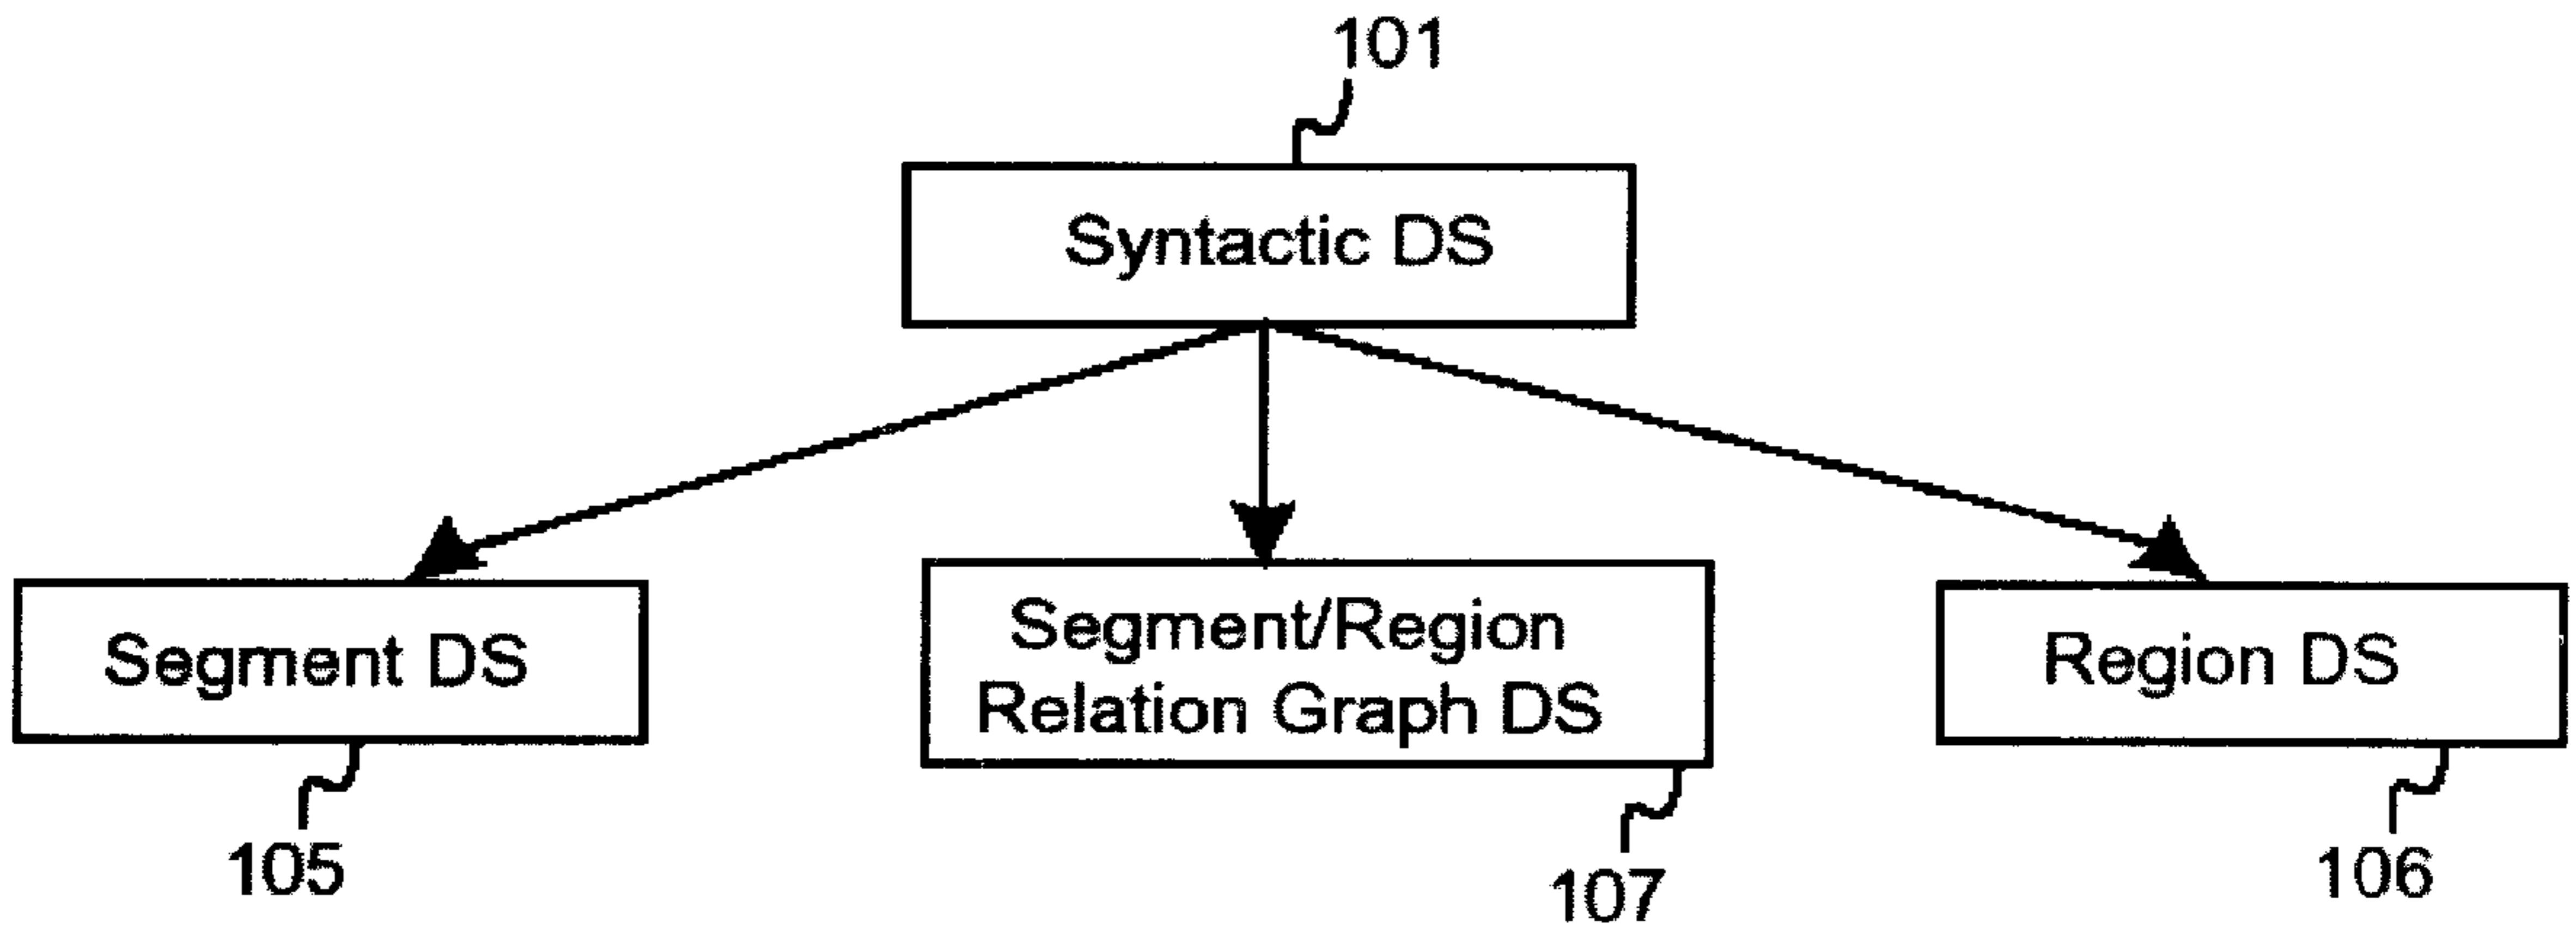 101
Syntactic DS
Segment DS
Segment/Region
Relation Graph DS
Region DS
105
107
106